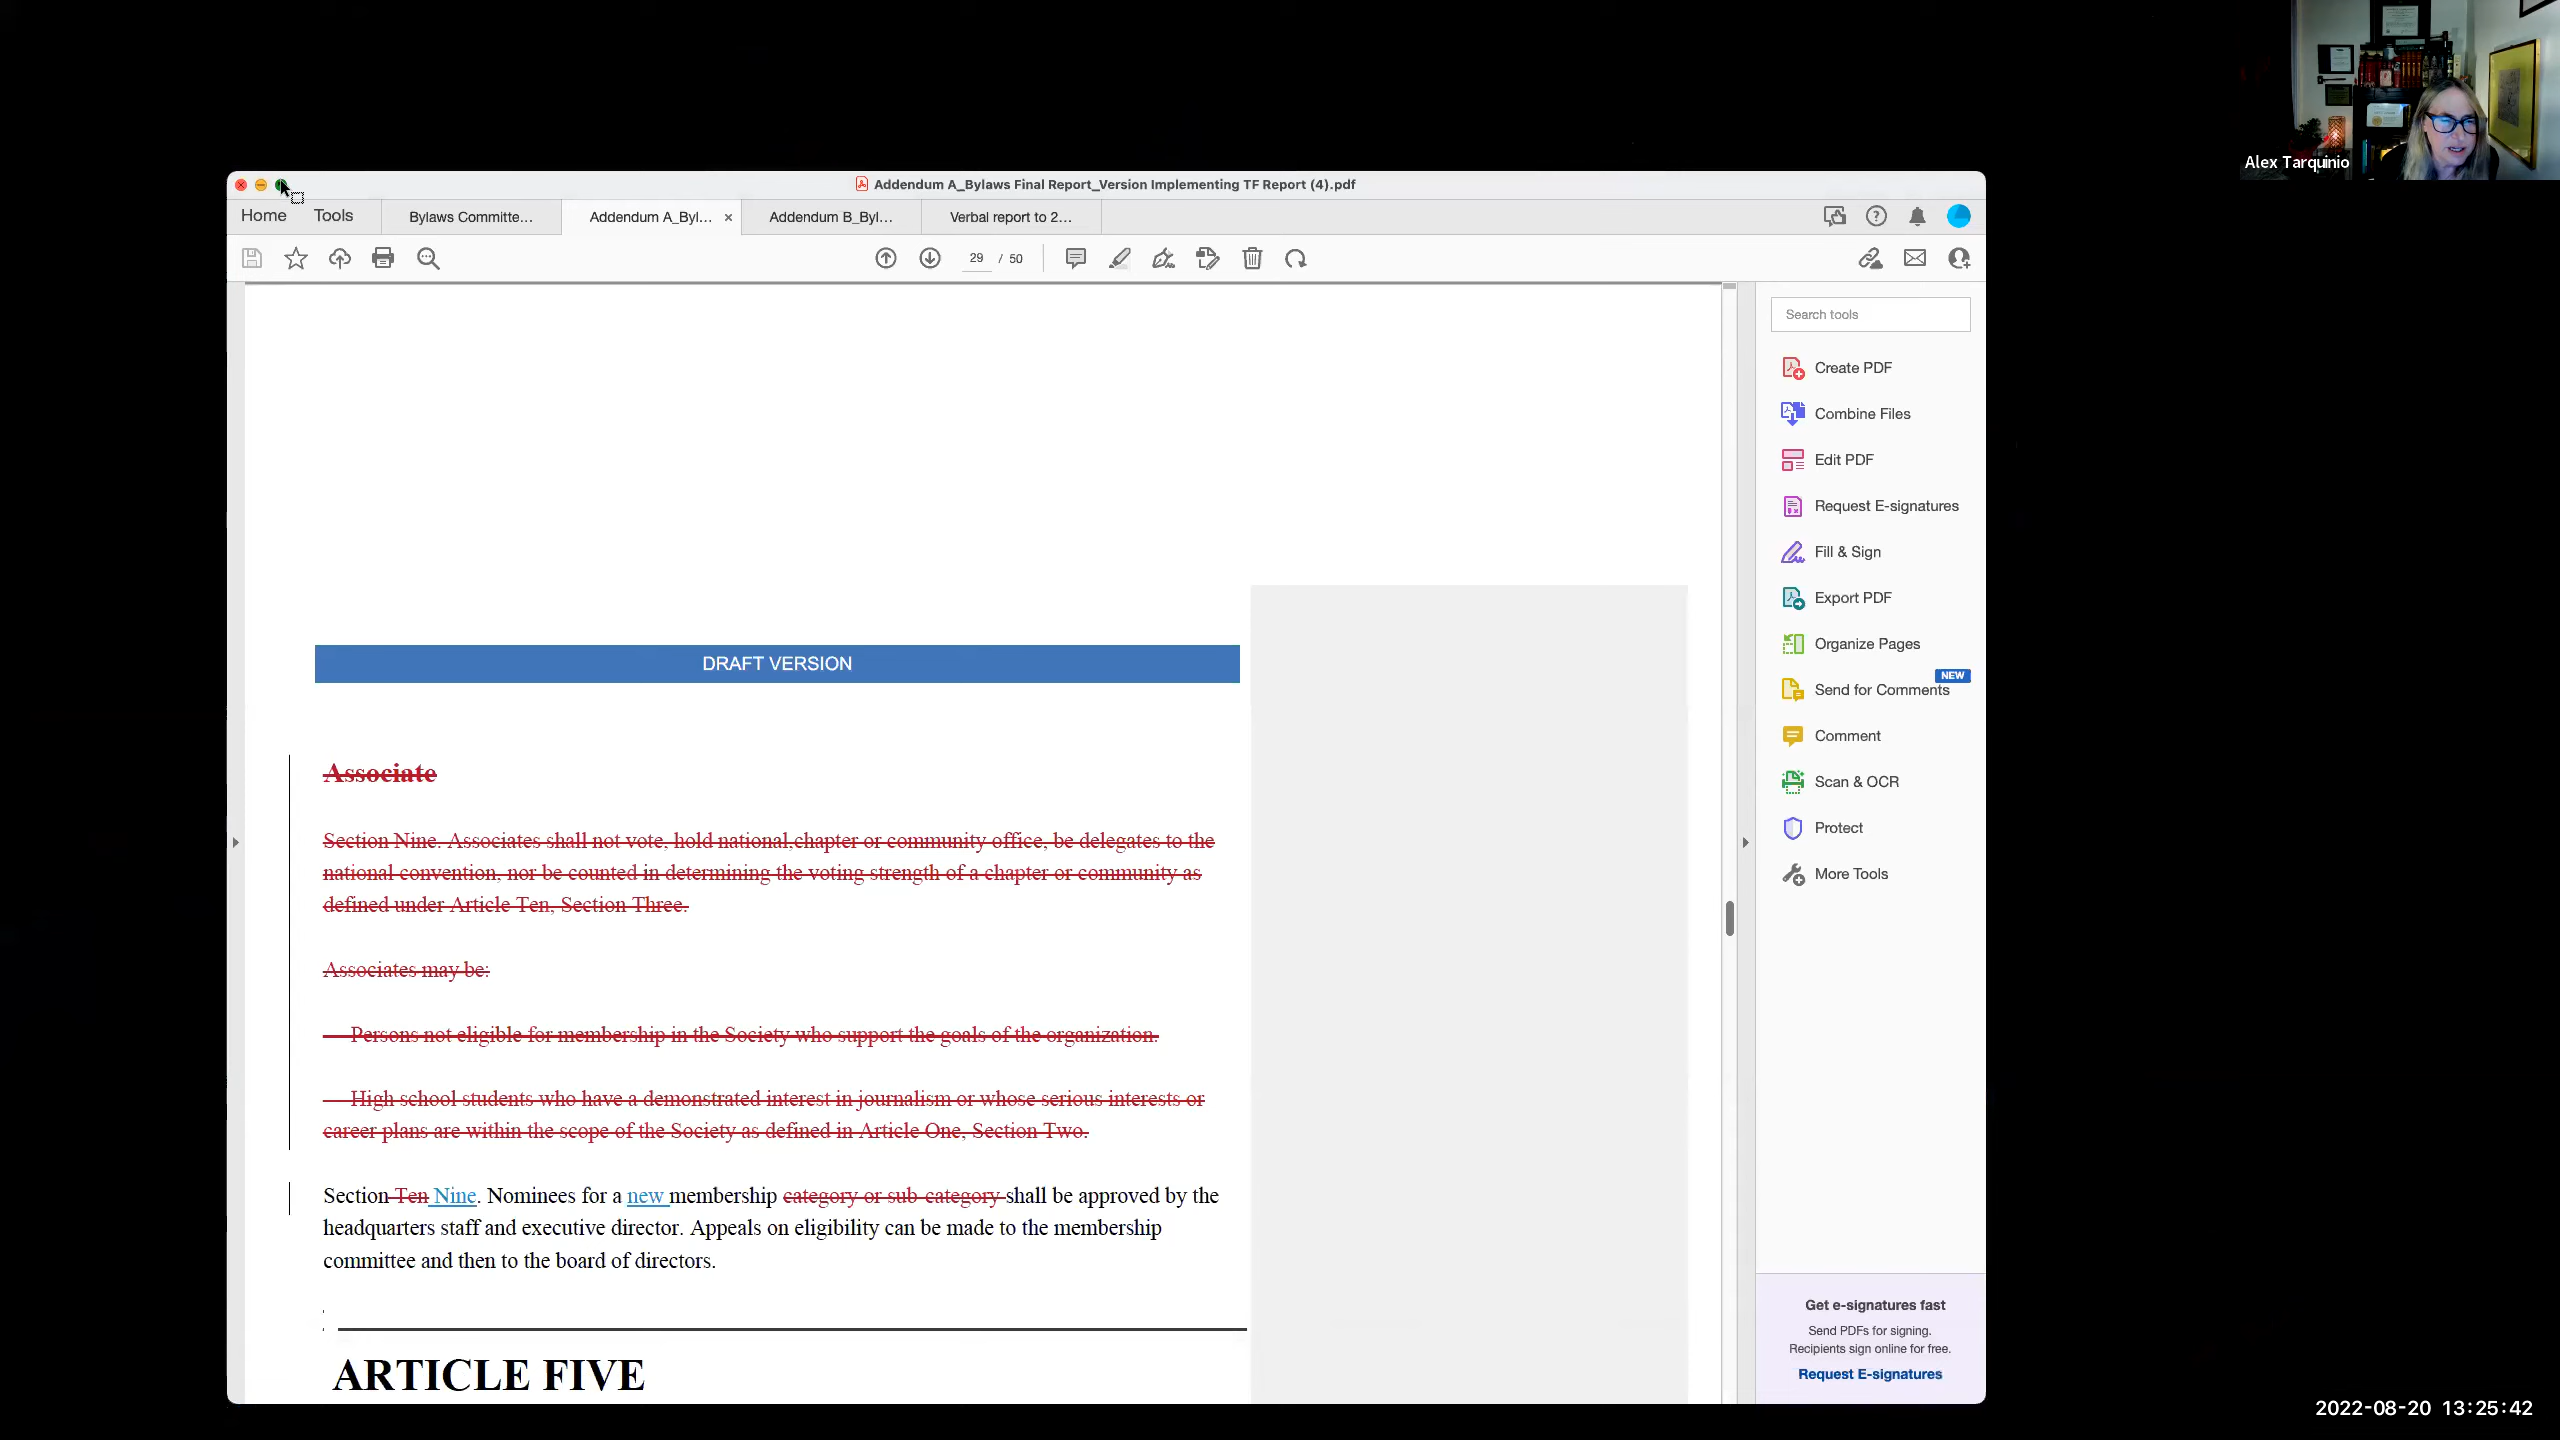 Alex Tarquinio
Addendum A_Bylaws Final Report_Version Implementing TF Report (4).pdf
Home Tools Bylaws Committe... Addendum A_Byl... × Addendum B_Byl... Verbal report to 2...
29 / 50
Search tools
Create PDF
Combine Files
Edit PDF
Request E-signatures
Fill & Sign
Export PDF
Organize Pages
NEW
Send for Comments
Comment
Scan & OCR
Protect
More Tools
Get e-signatures fast
Send PDFs for signing.
Recipients sign online for free.
Request E-signatures
DRAFT VERSION
Associate
Section Nine. Associates shall not vote, hold national,chapter or community office, be delegates to the
national convention, nor be counted in determining the voting strength of a chapter or community as
defined under Article Ten, Section Three.
Associates may be:
Persons not eligible for membership in the Society who support the goals of the organization.
High school students who have a demonstrated interest in journalism or whose serious interests or
career plans are within the scope of the Society as defined in Article One, Section Two.
Section Ten Nine. Nominees for a new membership category or sub-category shall be approved by the
headquarters staff and executive director. Appeals on eligibility can be made to the membership
committee and then to the board of directors.
ARTICLE FIVE
2022-08-20 13:25:42